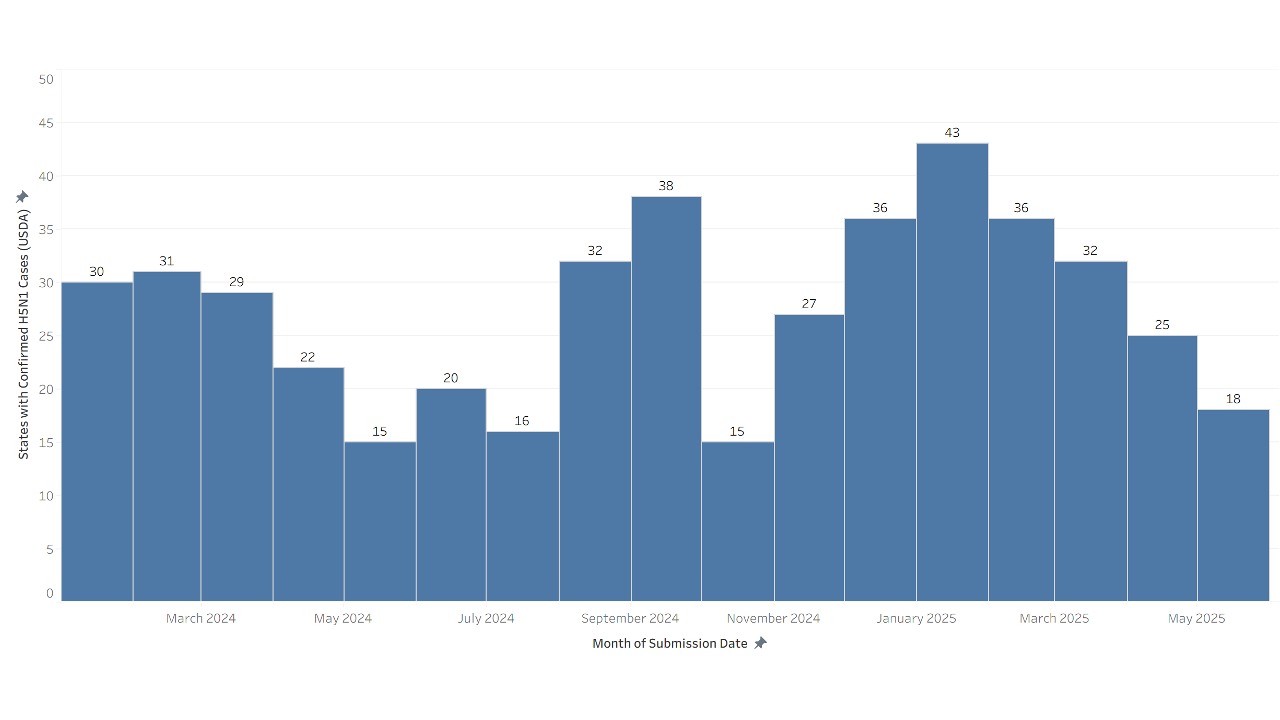 States with Confirmed H5N1 Cases (USDA)
50
45
40
35
30
25
20
15
10
5
0
30
31
29
22
15
20
16
32
38
15
27
36
43
36
32
25
18
March 2024
May 2024
July 2024
September 2024
November 2024
January 2025
March 2025
May 2025
Month of Submission Date